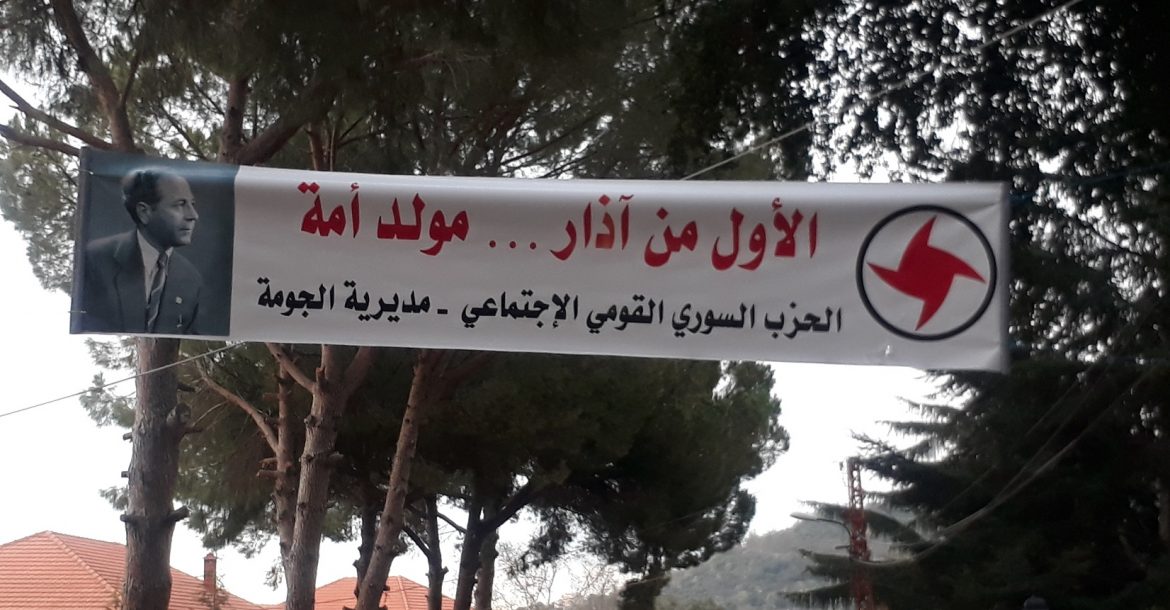 الأول من آذار... مولد أمة
الحزب السوري القومي الإجتماعي - مديرية الجومة